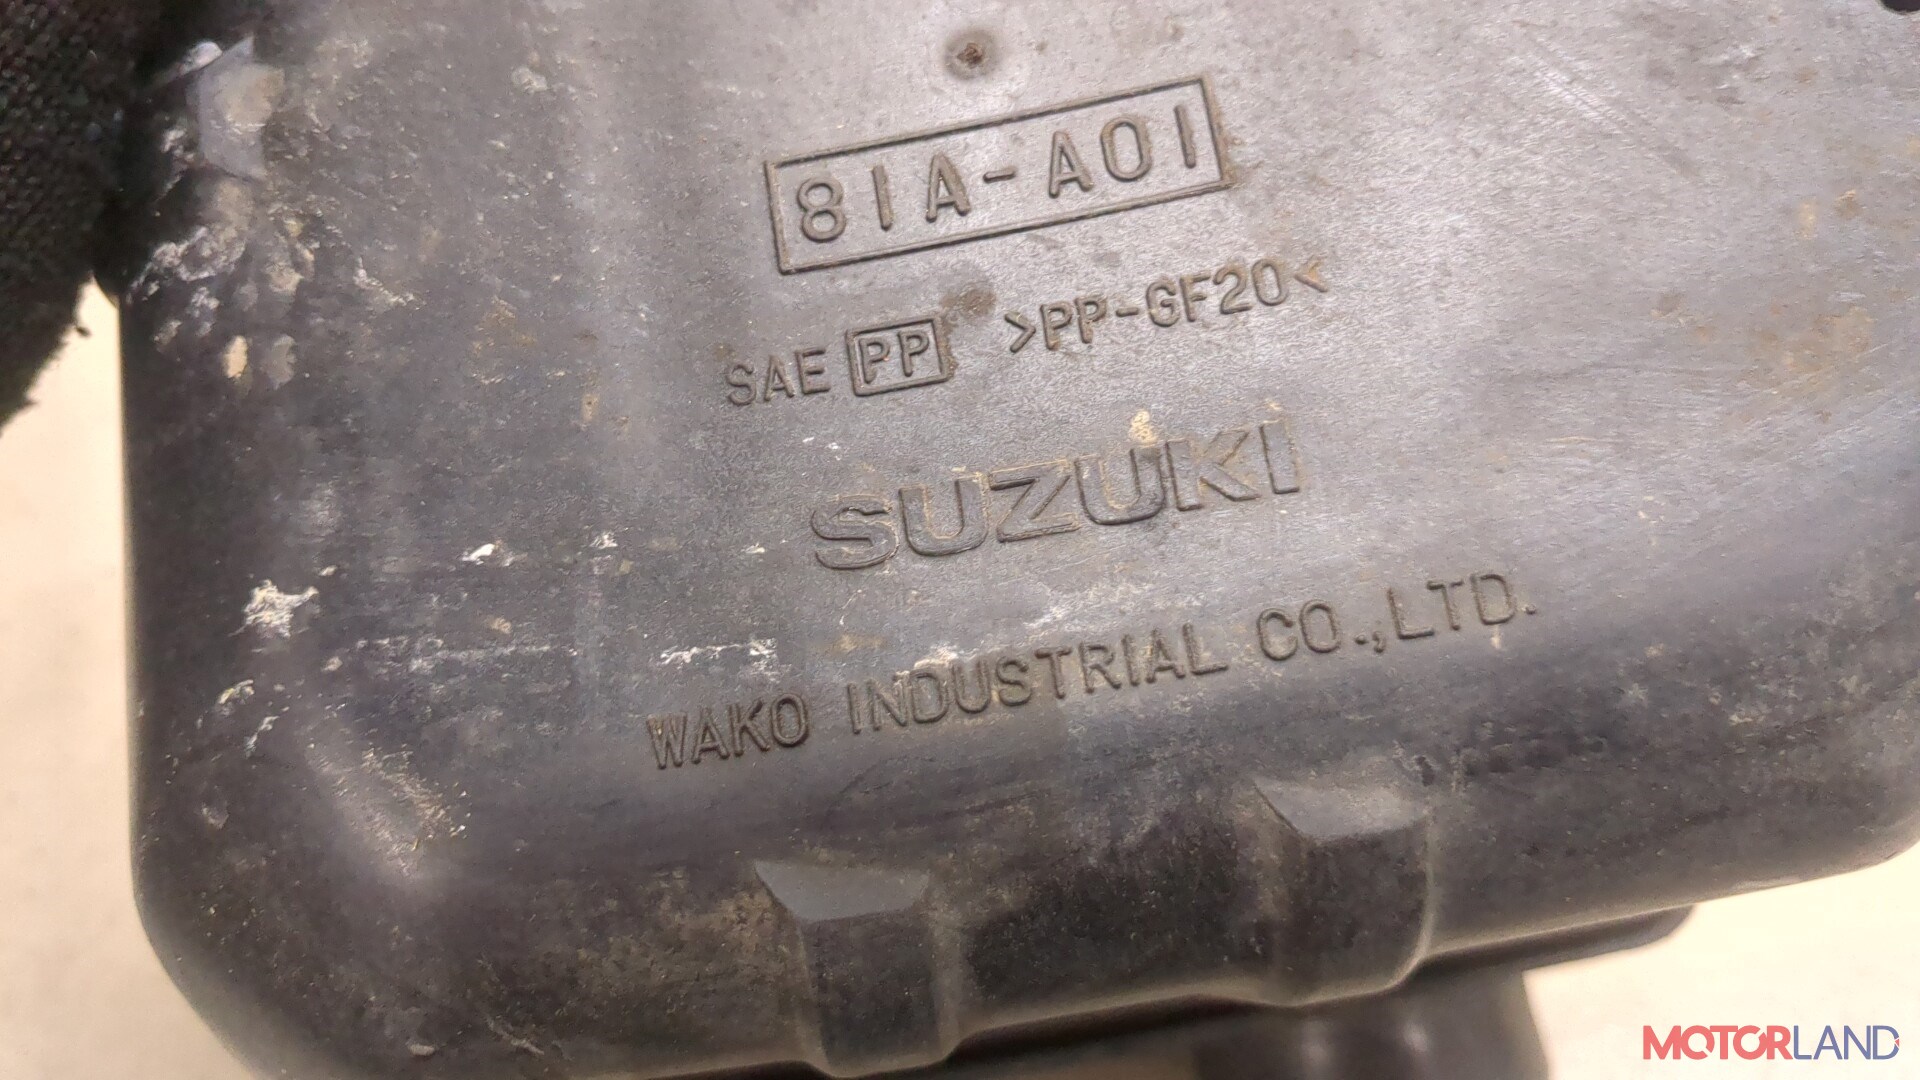 81A-A01
SAE PP >PP-GF20<
SUZUKI
WAKO INDUSTRIAL CO.,LTD.
MOTORLAND